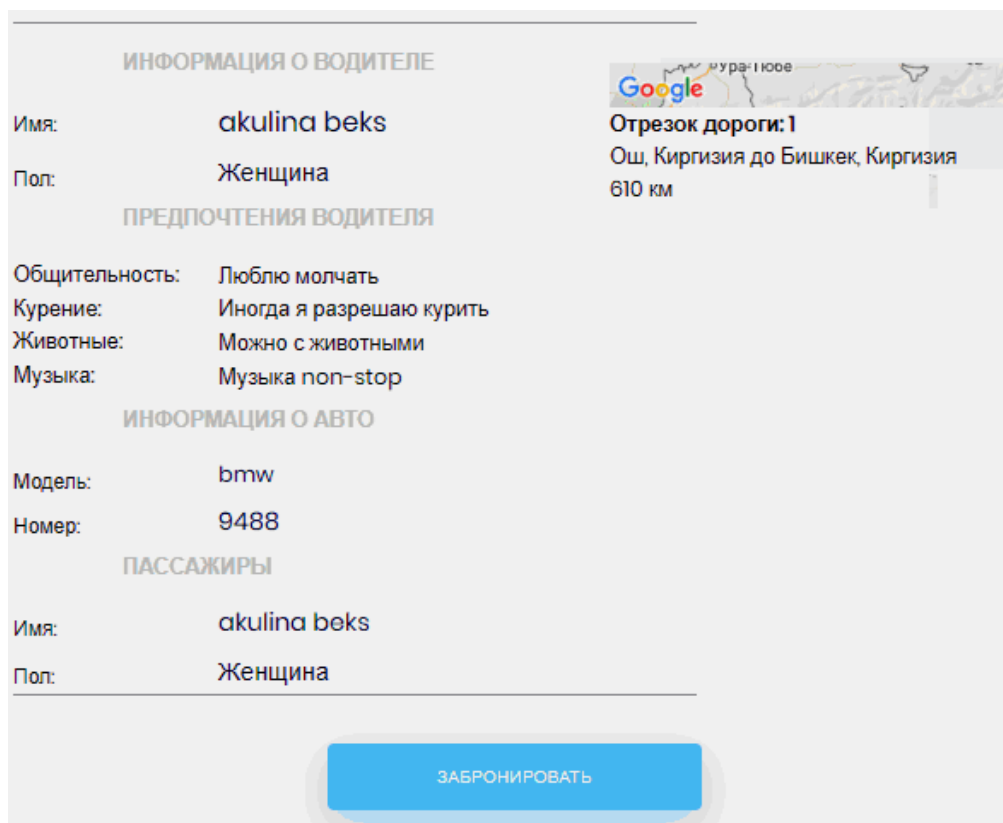 ИНФОРМАЦИЯ О ВОДИТЕЛЕ
Имя: akulina beks
Пол: Женщина
ПРЕДПОЧТЕНИЯ ВОДИТЕЛЯ
Общительность: Люблю молчать
Курение: Иногда я разрешаю курить
Животные: Можно с животными
Музыка: Музыка non-stop
ИНФОРМАЦИЯ О АВТО
Модель: bmw
Номер: 9488
ПАССАЖИРЫ
Имя: akulina beks
Пол: Женщина
ЗАБРОНИРОВАТЬ
Google
Отрезок дороги: 1
Ош, Киргизия до Бишкек, Киргизия
610 км